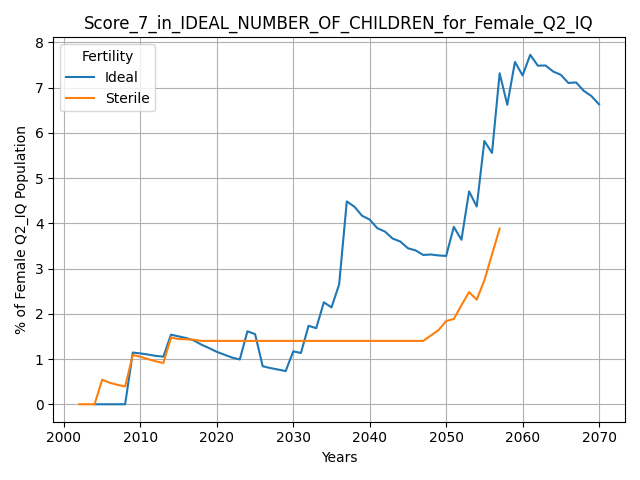 Score_7_in_IDEAL_NUMBER_OF_CHILDREN_for_Female_Q2_IQ
Fertility
Ideal
Sterile
% of Female Q2_IQ Population
8
7
6
5
4
3
2
1
0
2000 2010 2020 2030 2040 2050 2060 2070
Years